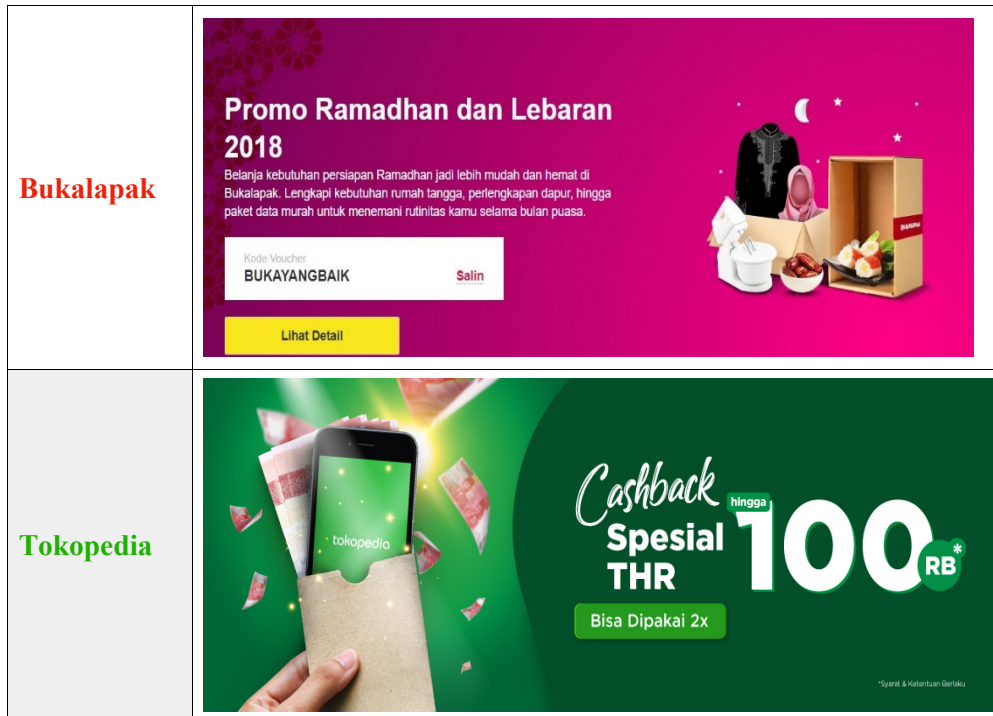 Bukalapak
Promo Ramadhan dan Lebaran
2018
Belanja kebutuhan persiapan Ramadhan jadi lebih mudah dan hemat di
Bukalapak. Lengkapi kebutuhan rumah tangga, perlengkapan dapur, hingga
paket data murah untuk menemani rutinitas kamu selama bulan puasa.
Kode Voucher
BUKAYANGBAIK
Salin
Lihat Detail
Tokopedia
tokopedia
Cashback
Spesial
THR
hingga
100
RB*
Bisa Dipakai 2x
*Syarat & Ketentuan Berlaku